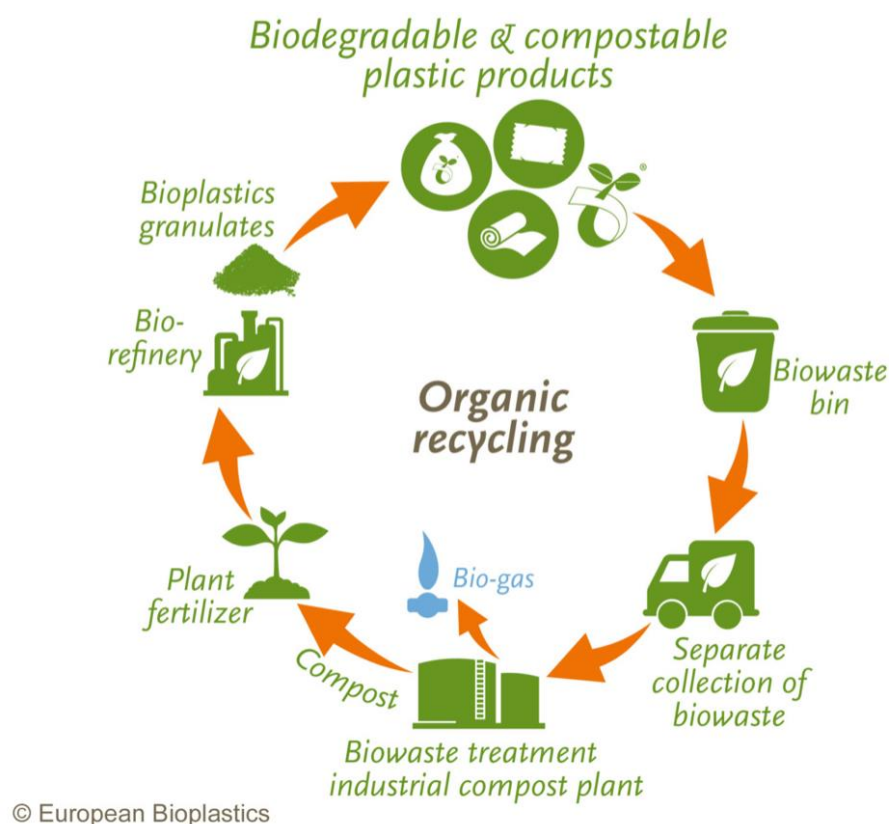 Biodegradable & compostable
plastic products
®
Bioplastics
granulates
Bio-
refinery
Biowaste
bin
Organic
recycling
Bio-gas
Plant
fertilizer
Compost
Separate
collection of
biowaste
Biowaste treatment
industrial compost plant
© European Bioplastics